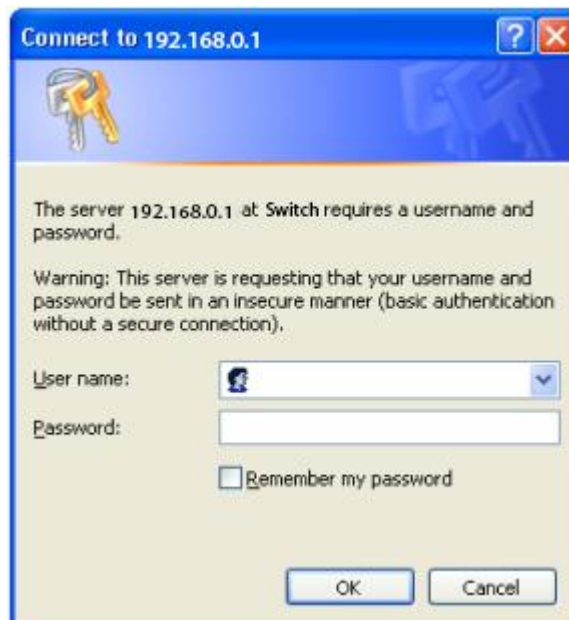 Connect to 192.168.0.1
The server 192.168.0.1 at Switch requires a username and
password.
Warning: This server is requesting that your username and
password be sent in an insecure manner (basic authentication
without a secure connection).
User name:
Password:
Remember my password
OK Cancel